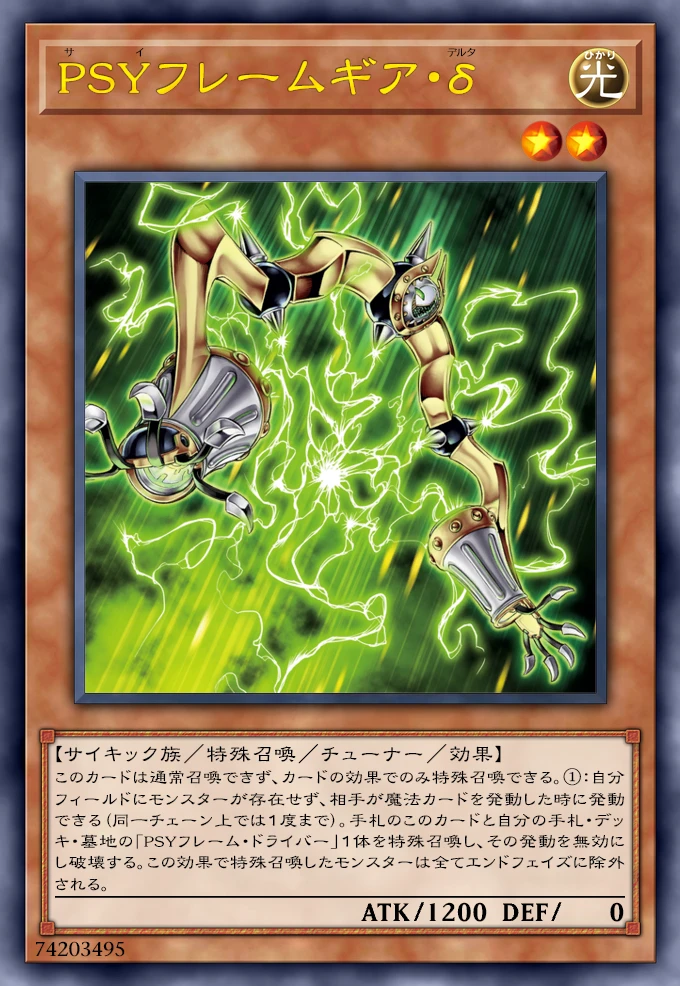 サイ デルタ
PSYフレームギア・δ
ひかり
光
【サイキック族／特殊召喚／チューナー／効果】
このカードは通常召喚できず、カードの効果でのみ特殊召喚できる。①：自分
フィールドにモンスターが存在せず、相手が魔法カードを発動した時に発動
できる(同一チェーン上では1度まで)。手札のこのカードと自分の手札・デッ
キ・墓地の「PSYフレーム・ドライバー」1体を特殊召喚し、その発動を無効に
し破壊する。この効果で特殊召喚したモンスターは全てエンドフェイズに除外
される。
ATK/1200 DEF/ 0
74203495